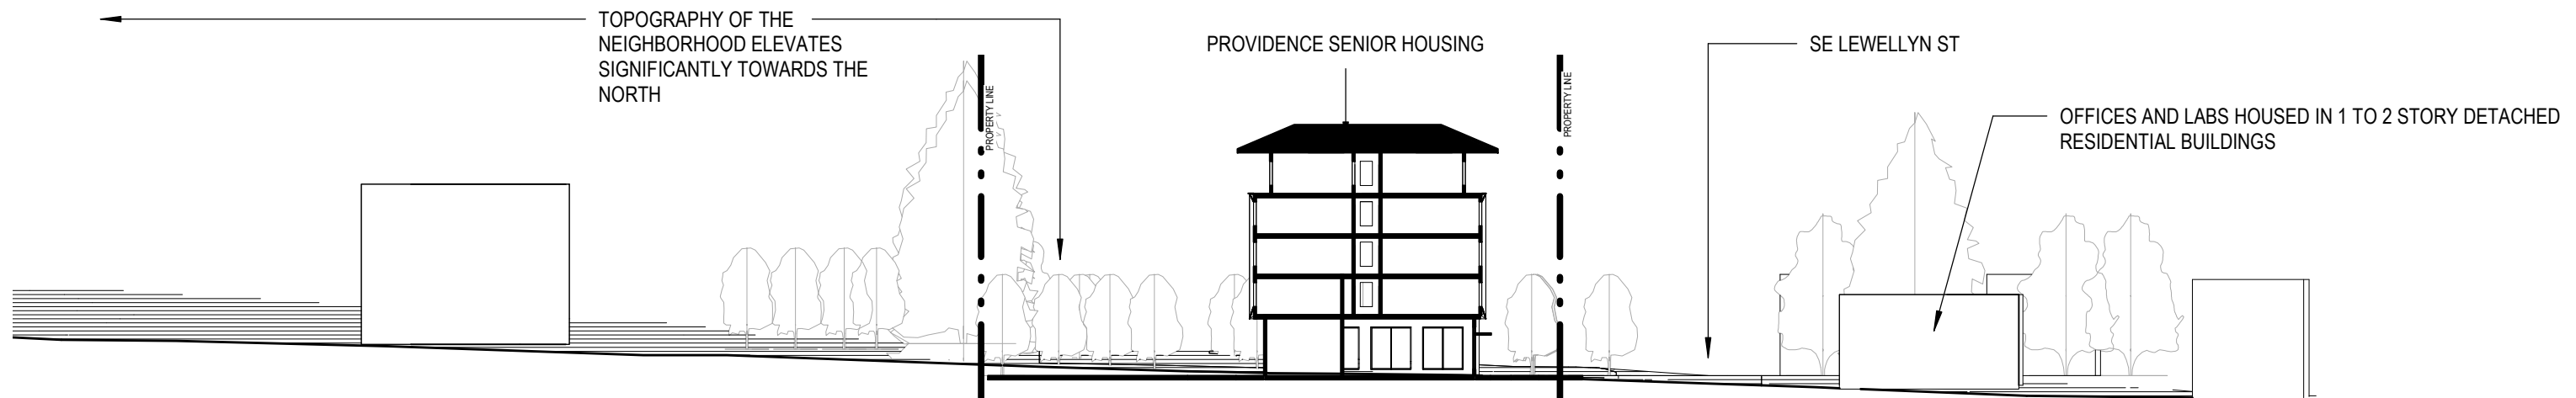 TOPOGRAPHY OF THE
NEIGHBORHOOD ELEVATES
SIGNIFICANTLY TOWARDS THE
NORTH
PROPERTY LINE
PROVIDENCE SENIOR HOUSING
PROPERTY LINE
SE LEWELLYN ST
OFFICES AND LABS HOUSED IN 1 TO 2 STORY DETACHED
RESIDENTIAL BUILDINGS